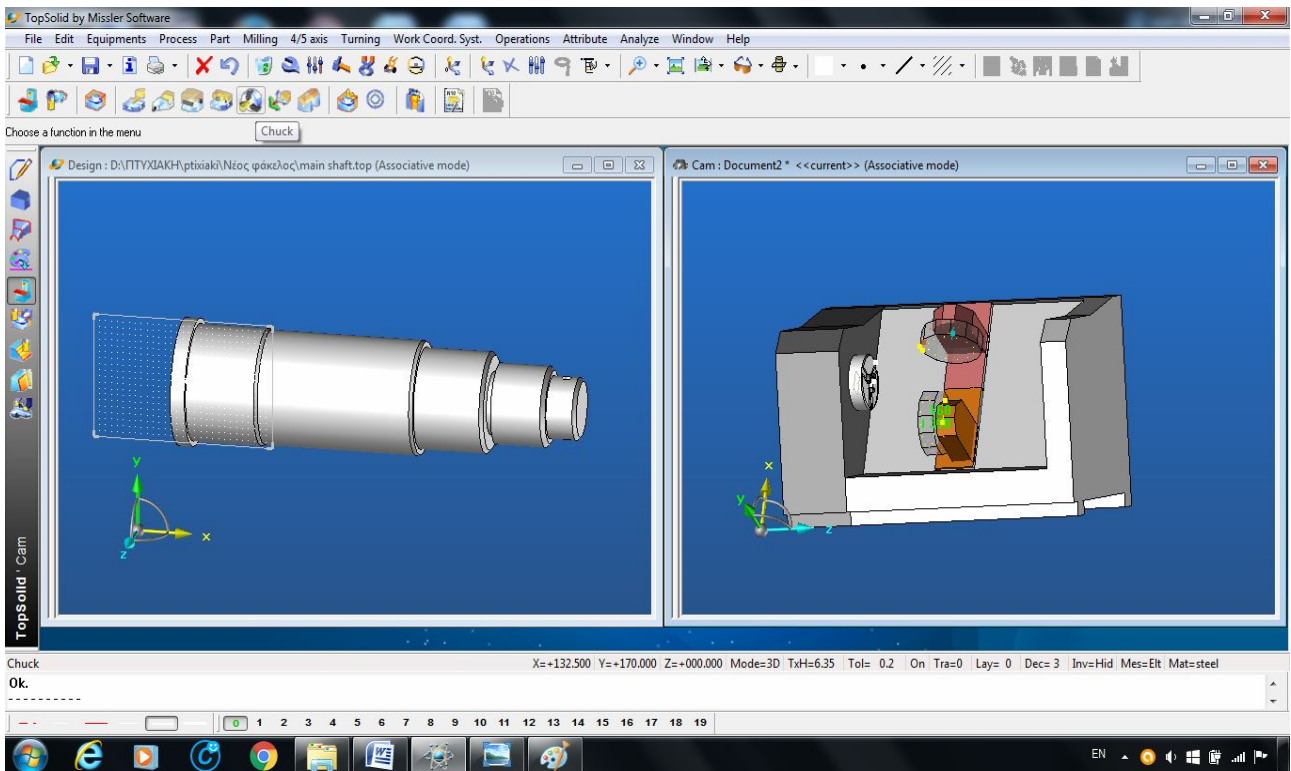 TopSolid by Missler Software
File Edit Equipments Process Part Milling 4/5 axis Turning Work Coord. Syst. Operations Attribute Analyze Window Help
Choose a function in the menu
Chuck
Design : D:\ΠΤΥΧΙΑΚΗ\ptixiaki\Νέος φάκελος\main shaft.top (Associative mode)
Cam : Document2 * <<current>> (Associative mode)
y
x
z
x
y
z
TopSolid ' Cam
Chuck X=+132.500 Y=+170.000 Z=+000.000 Mode=3D TxH=6.35 Tol= 0.2 On Tra=0 Lay= 0 Dec= 3 Inv=Hid Mes=Elt Mat=steel
Ok.
----------
0 1 2 3 4 5 6 7 8 9 10 11 12 13 14 15 16 17 18 19
EN